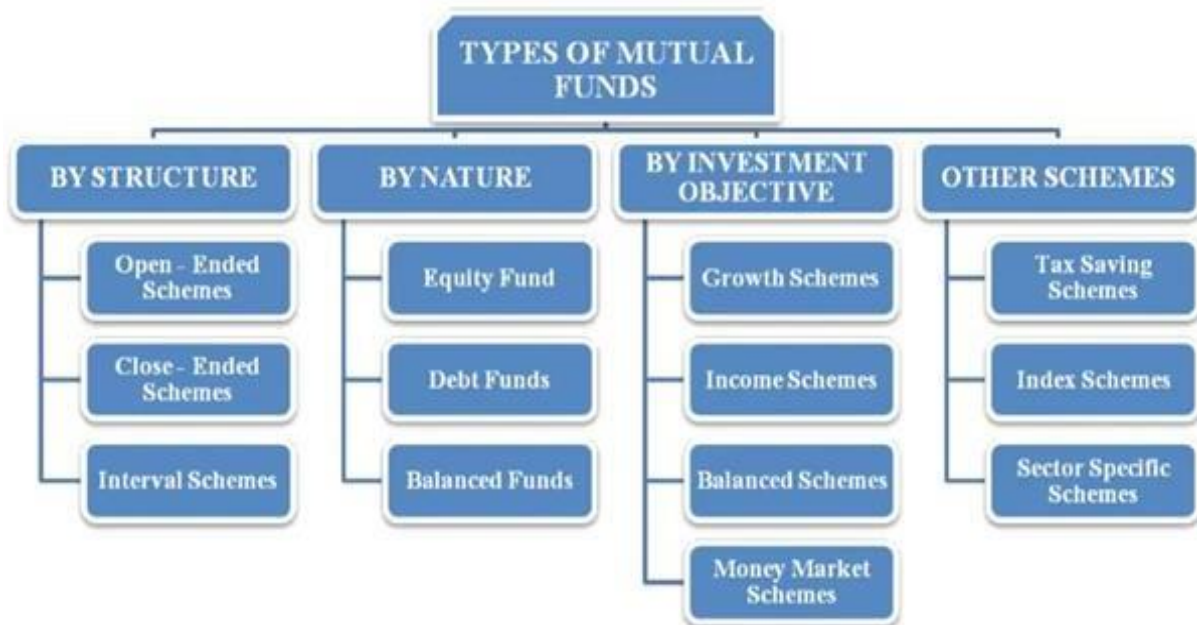 TYPES OF MUTUAL
FUNDS
BY STRUCTURE
Open - Ended
Schemes
Close - Ended
Schemes
Interval Schemes
BY NATURE
Equity Fund
Debt Funds
Balanced Funds
BY INVESTMENT
OBJECTIVE
Growth Schemes
Income Schemes
Balanced Schemes
Money Market
Schemes
OTHER SCHEMES
Tax Saving
Schemes
Index Schemes
Sector Specific
Schemes